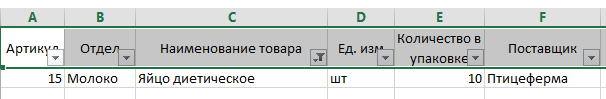 A B C D E F
Артикул Отдел Наименование товара Ед. изм Количество в упаковке Поставщик
15 Молоко Яйцо диетическое шт 10 Птицеферма